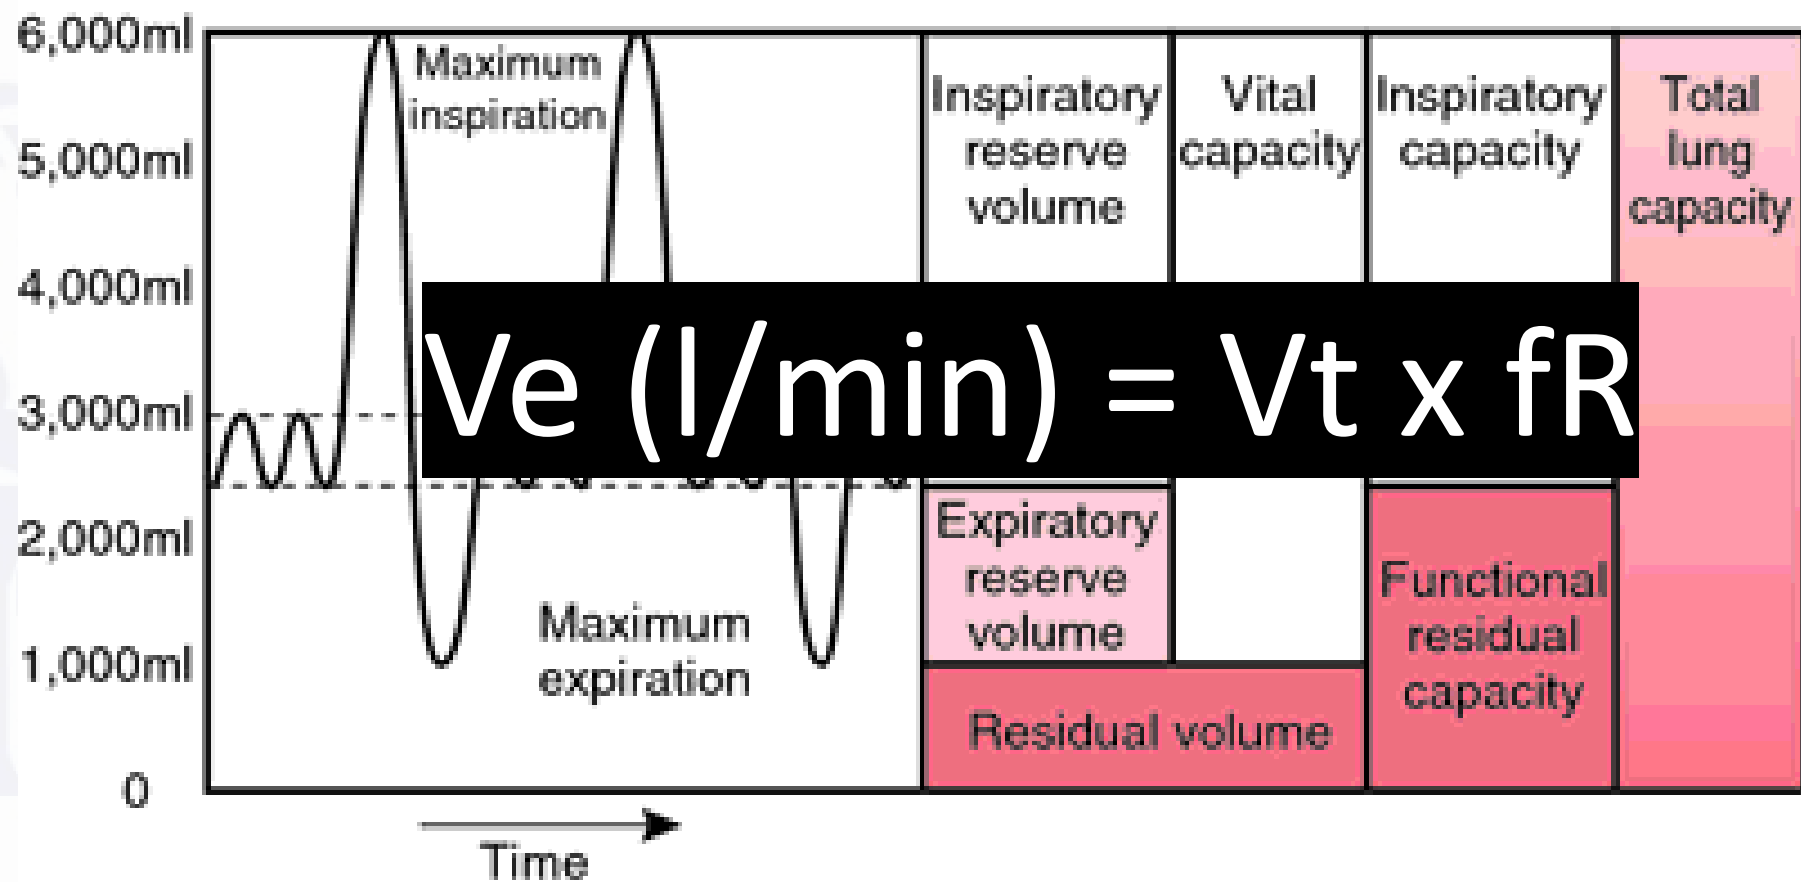 6,000ml
5,000ml
4,000ml
3,000ml
2,000ml
1,000ml
0
Maximum
inspiration
Maximum
expiration
Time
Inspiratory
reserve
volume
Vital
capacity
Inspiratory
capacity
Total
lung
capacity
Ve (l/min) = Vt x fR
Expiratory
reserve
volume
Functional
residual
capacity
Residual volume